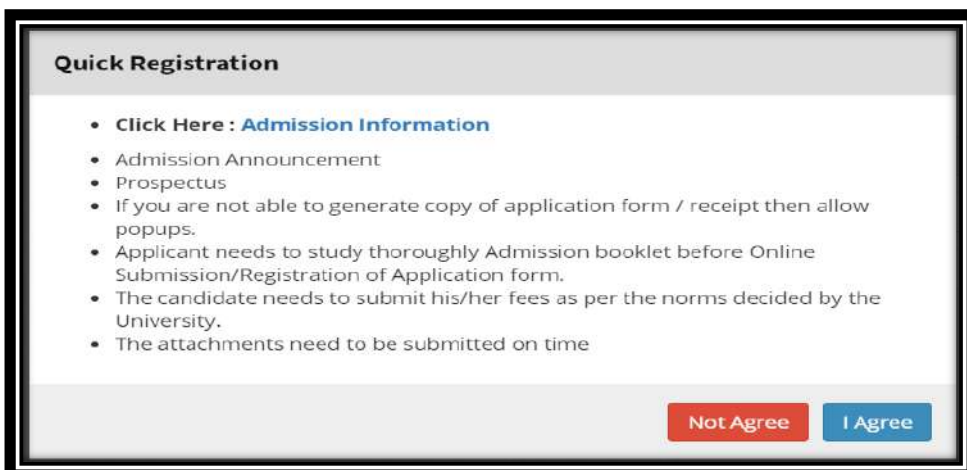 Quick Registration
• Click Here : Admission Information
• Admission Announcement
• Prospectus
• If you are not able to generate copy of application form / receipt then allow
popups.
• Applicant needs to study thoroughly Admission booklet before Online
Submission/Registration of Application form.
• The candidate needs to submit his/her fees as per the norms decided by the
University.
• The attachments need to be submitted on time
Not Agree I Agree